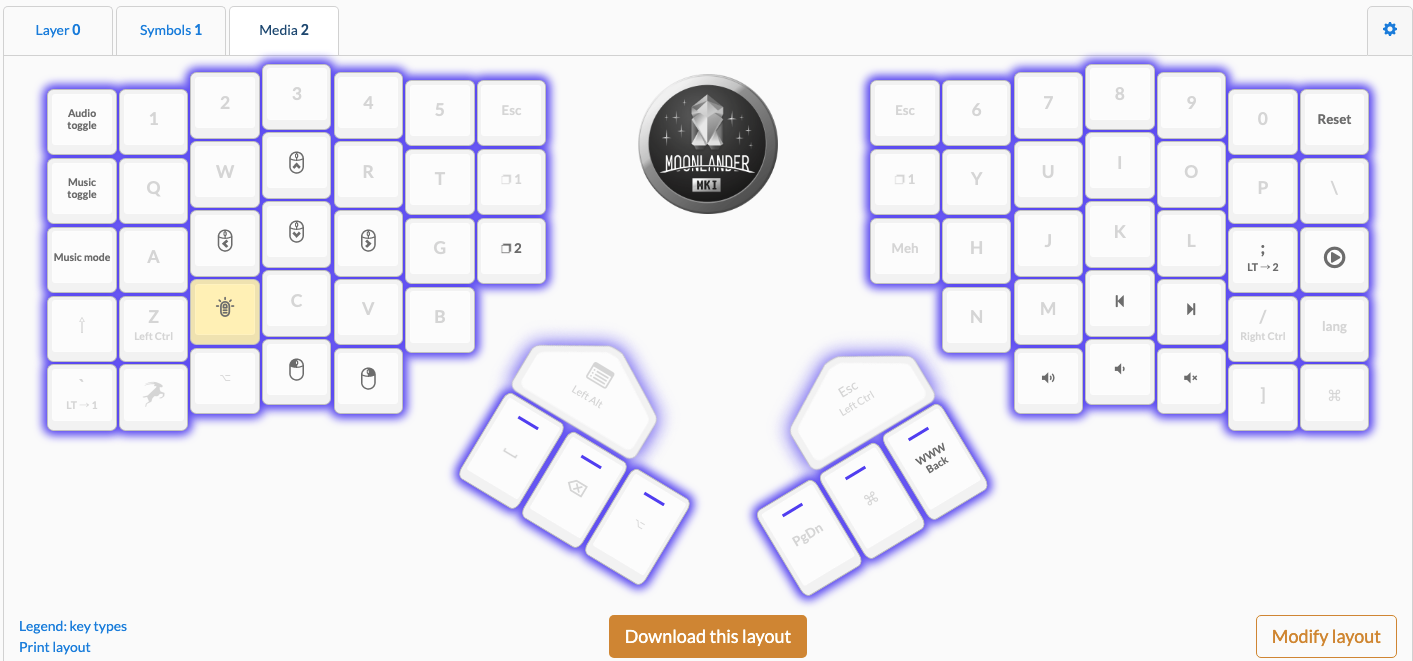 Layer 0
Symbols 1
Media 2
Audio
toggle
1
2
3
4
5
Esc
Esc
6
7
8
9
0
Reset
Music
toggle
Q
W
R
T
1
1
Y
U
I
O
P
\
Music mode
A
G
2
Meh
H
J
K
L
;
LT→2
Z
Left Ctrl
C
V
B
N
M
/
Right Ctrl
lang
`
LT→1
]
⌘
MOONLANDER
MKI
Left Alt
Esc
Left Ctrl
WWW
Back
⌘
PgDn
Legend: key types
Print layout
Download this layout
Modify layout